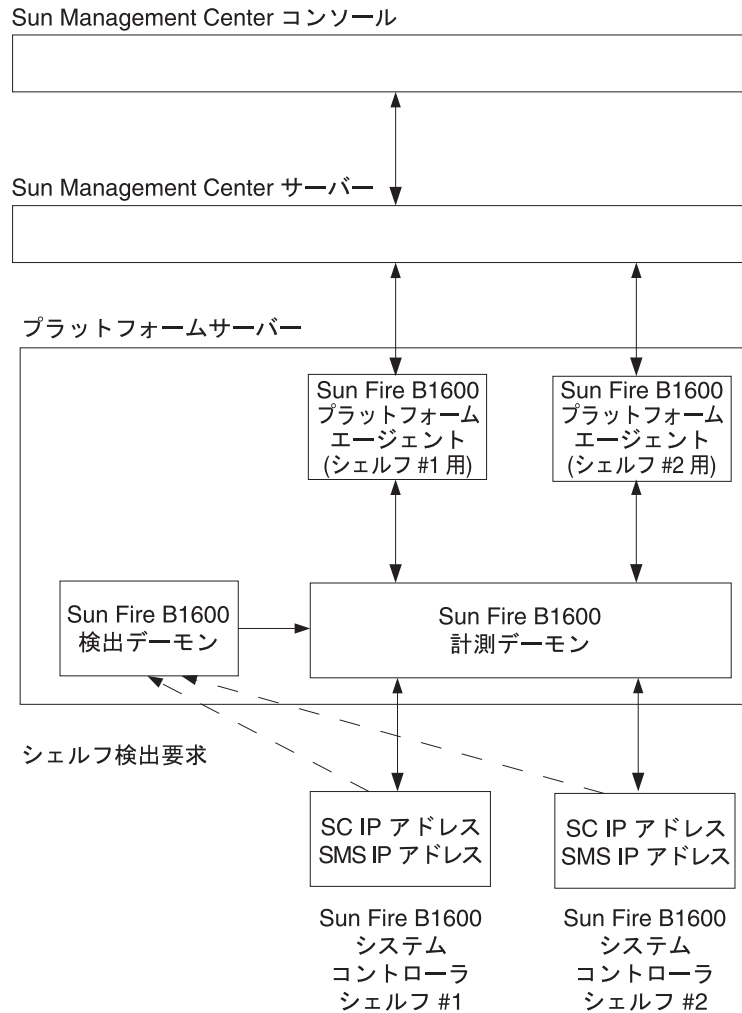 Sun Management Center コンソール
Sun Management Center サーバー
プラットフォームサーバー
Sun Fire B1600
プラットフォーム
エージェント
(シェルフ #1 用)
Sun Fire B1600
プラットフォーム
エージェント
(シェルフ #2 用)
Sun Fire B1600
検出デーモン
Sun Fire B1600
計測デーモン
シェルフ検出要求
SC IP アドレス
SMS IP アドレス
SC IP アドレス
SMS IP アドレス
Sun Fire B1600
システム
コントローラ
シェルフ #1
Sun Fire B1600
システム
コントローラ
シェルフ #2